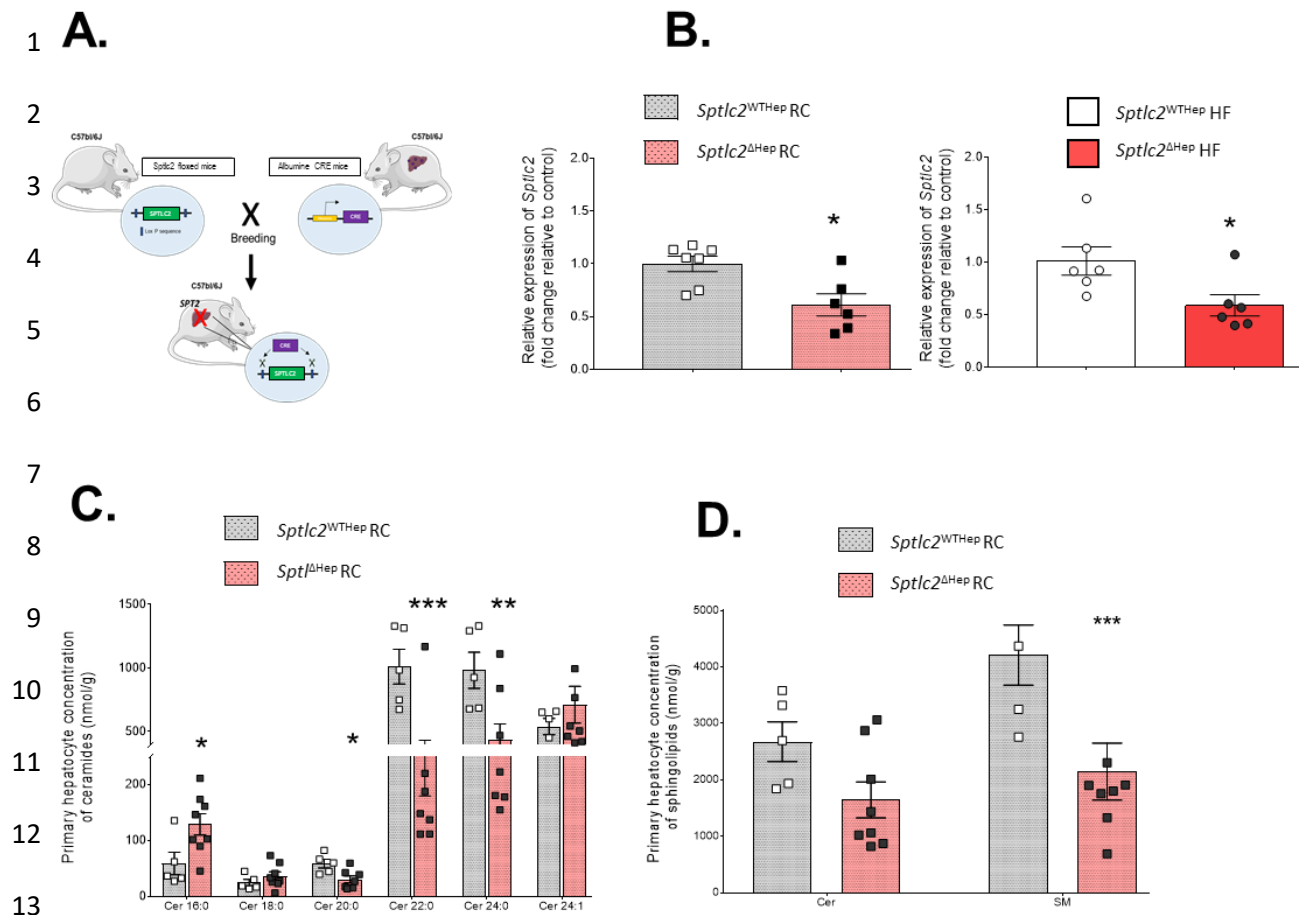 1
2
3
4
5
6
7
8
9
10
11
12
13
A.
C57bl/6J
C57bl/6J
Sptlc2 floxed mice
Albumine CRE mice
SPTLC2
Lox P sequence
X
CRE
Breeding
C57bl/6J
SPT2
CRE
X
X
SPTLC2
B.
Sptlc2WTHep RC
Sptlc2ΔHep RC
Relative expression of Sptlc2
(fold change relative to control)
2.0
1.5
1.0
0.5
0.0
*
Sptlc2WTHep HF
Sptlc2ΔHep HF
Relative expression of Sptlc2
(fold change relative to control)
2.0
1.5
1.0
0.5
0.0
*
C.
Sptlc2WTHep RC
SptlΔHep RC
Primary hepatocyte concentration
of ceramides (nmol/g)
1500
1000
500
200
100
0
*
*
***
**
Cer 16:0 Cer 18:0 Cer 20:0 Cer 22:0 Cer 24:0 Cer 24:1
D.
Sptlc2WTHep RC
Sptlc2ΔHep RC
Primary hepatocyte concentration
of sphingolipids (nmol/g)
5000
4000
3000
2000
1000
0
***
Cer SM